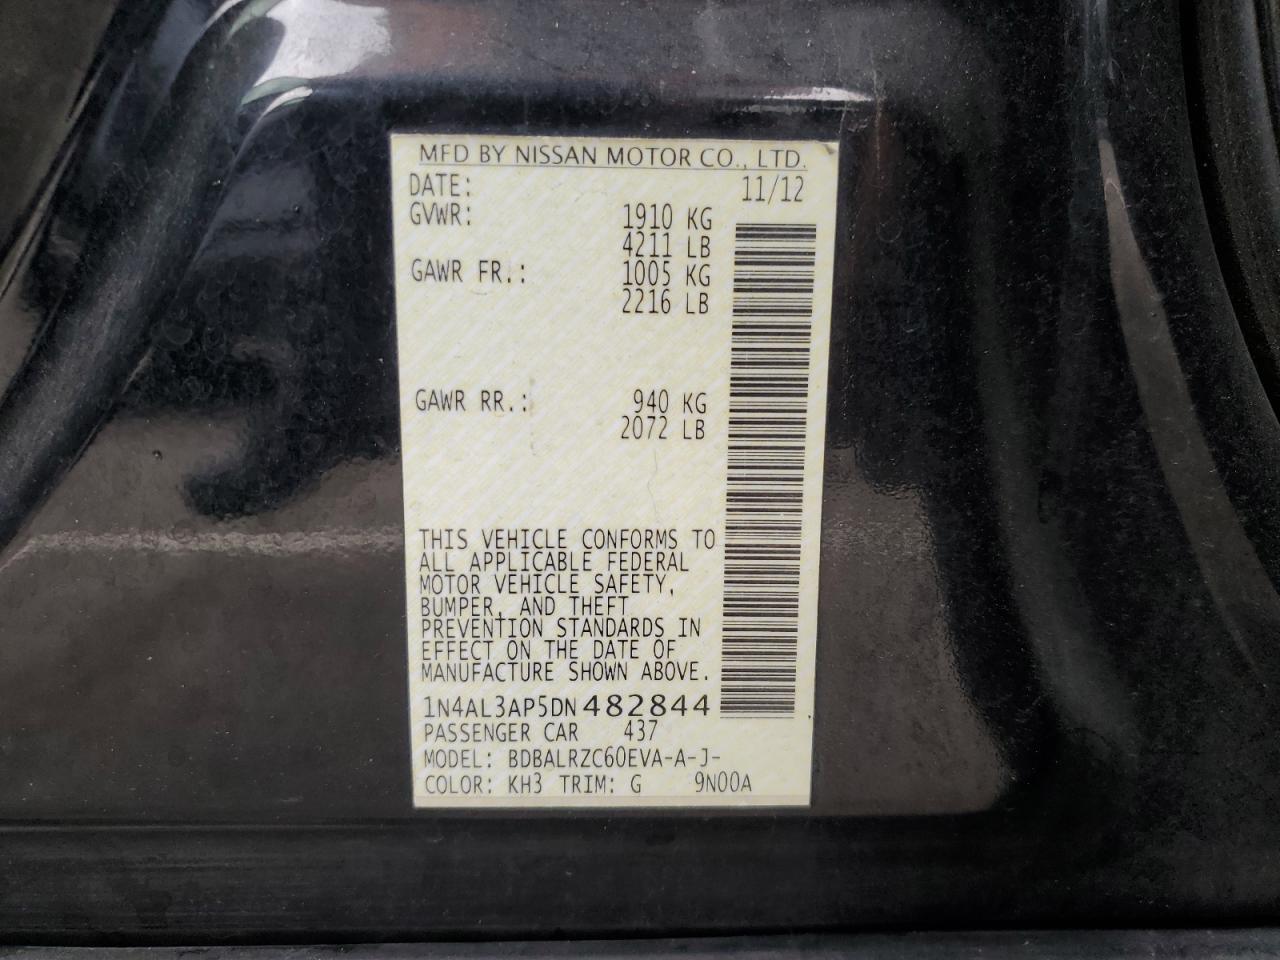 MFD BY NISSAN MOTOR CO., LTD.
DATE: 11/12
GVWR: 1910 KG
4211 LB
GAWR FR.: 1005 KG
2216 LB
GAWR RR.: 940 KG
2072 LB
THIS VEHICLE CONFORMS TO
ALL APPLICABLE FEDERAL
MOTOR VEHICLE SAFETY,
BUMPER, AND THEFT
PREVENTION STANDARDS IN
EFFECT ON THE DATE OF
MANUFACTURE SHOWN ABOVE.
1N4AL3AP5DN482844
PASSENGER CAR 437
MODEL: BDBALRZC60EVA-A-J-
COLOR: KH3 TRIM: G 9N00A